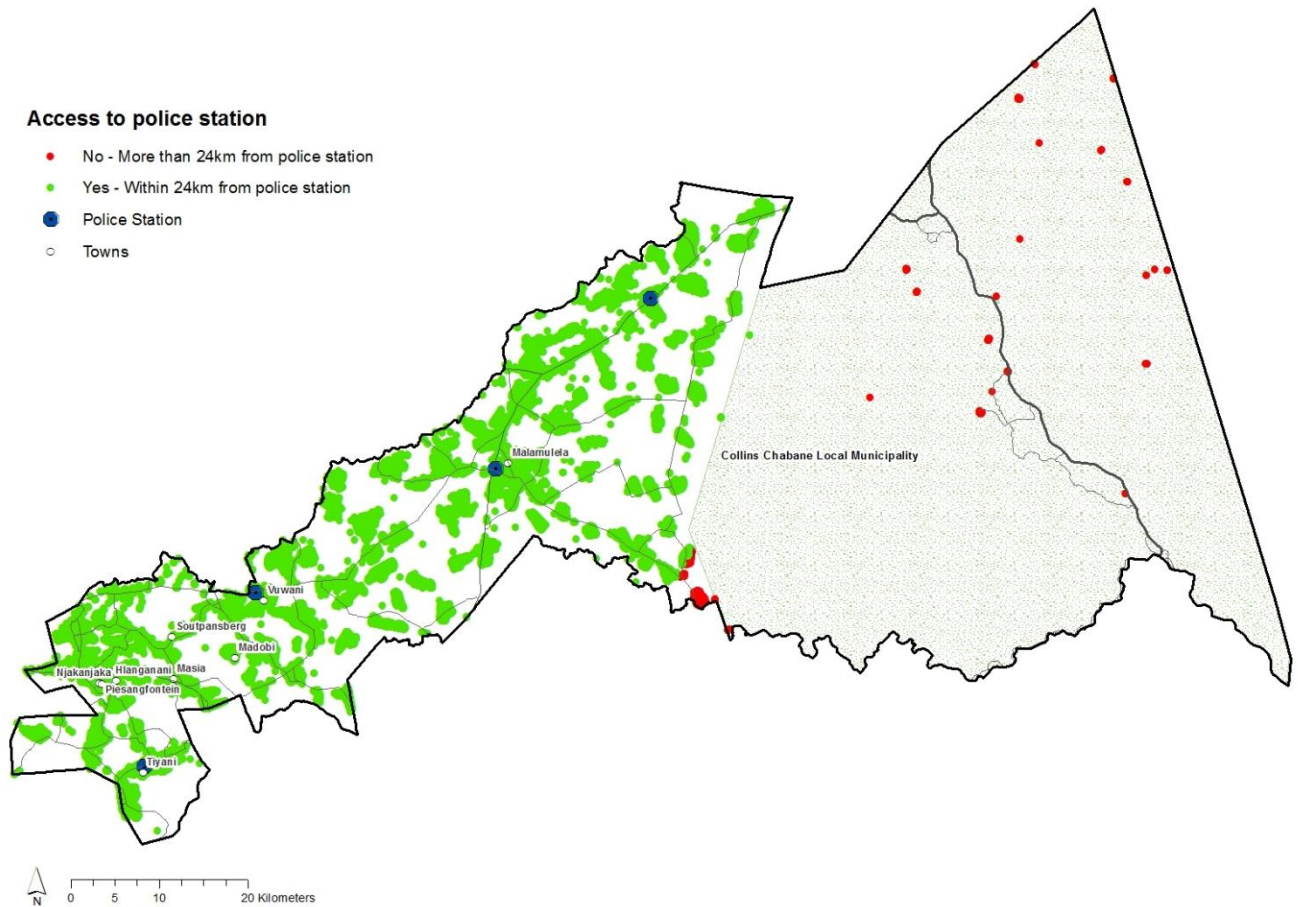 Access to police station
No - More than 24km from police station
Yes - Within 24km from police station
Police Station
Towns
Malamulela
Collins Chabane Local Municipality
Vuwani
Soutpansberg
Madobi
Njakanjaka Hlanganani Masia
Piesangfontein
Tiyani
N
0 5 10 20 Kilometers